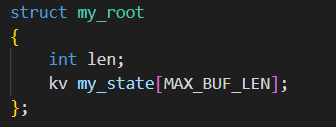 struct my_root
{
    int len;
    kv my_state[MAX_BUF_LEN];
};